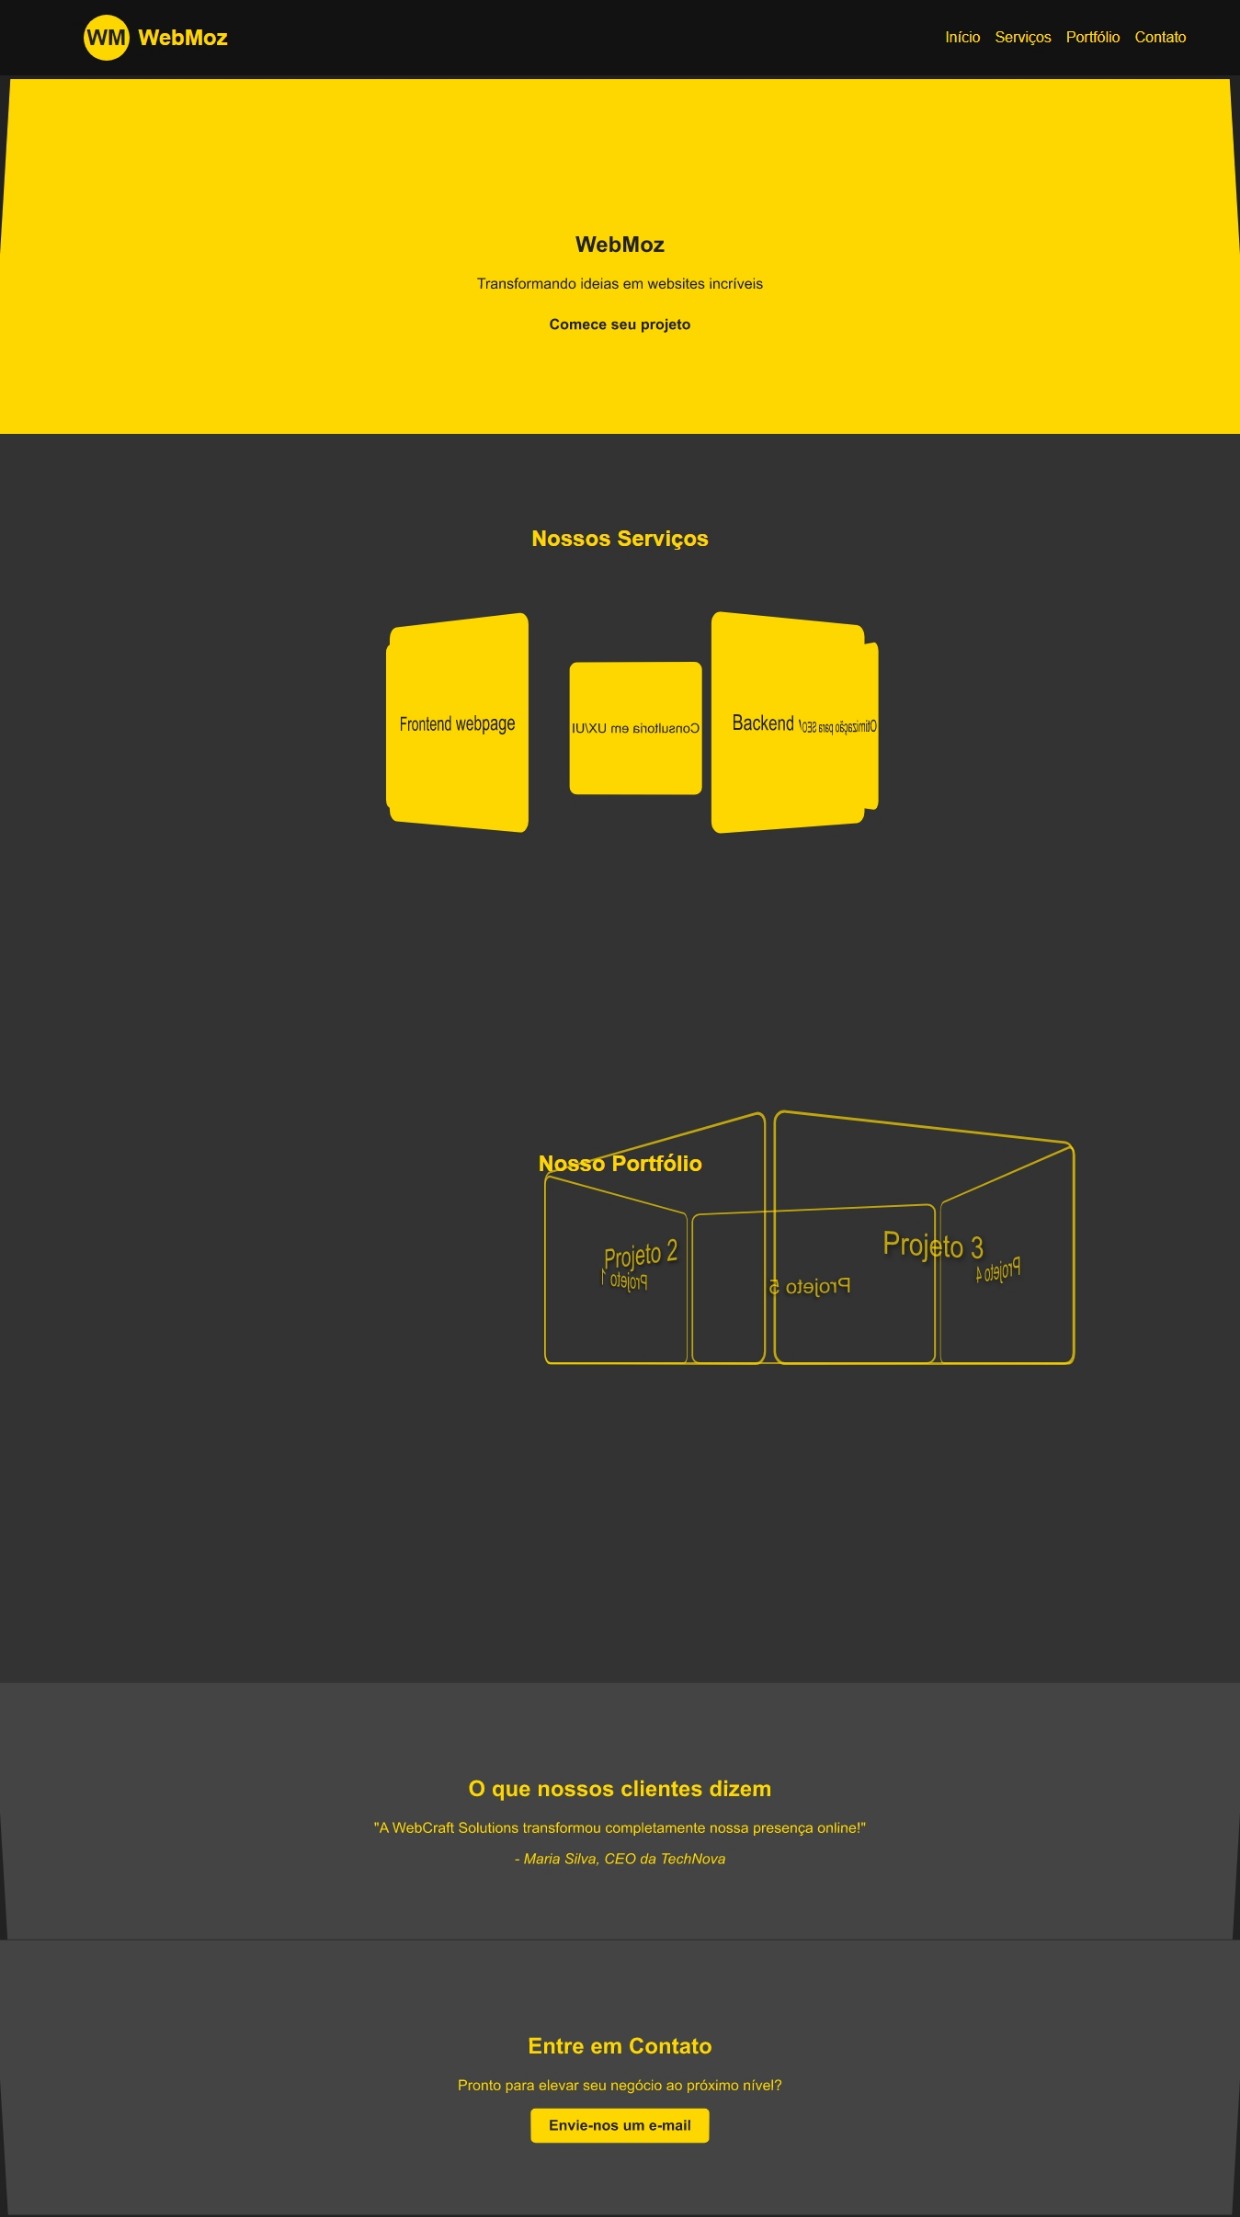 WM WebMoz
Início Serviços Portfólio Contato
WebMoz
Transformando ideias em websites incríveis
Comece seu projeto
Nossos Serviços
Frontend webpage
Consultoria em UX/UI
Backend
Otimização para SEO
Nosso Portfólio
Projeto 2
Projeto 1
Projeto 3
Projeto 4
Projeto 5
O que nossos clientes dizem
"A WebCraft Solutions transformou completamente nossa presença online!"
- Maria Silva, CEO da TechNova
Entre em Contato
Pronto para elevar seu negócio ao próximo nível?
Envie-nos um e-mail